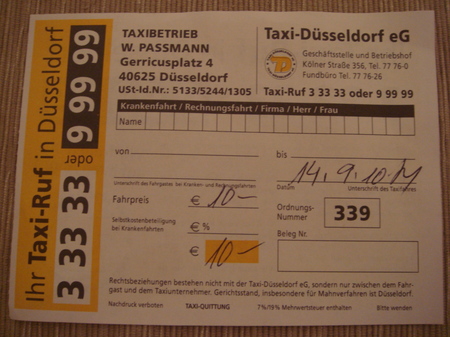 Ihr Taxi-Ruf in Düsseldorf
3 33 33 oder 9 99 99
TAXIBETRIEB
W. PASSMANN
Gerricusplatz 4
40625 Düsseldorf
USt-Id.Nr.: 5133/5244/1305
Taxi-Düsseldorf eG
Geschäftsstelle und Betriebshof
Kölner Straße 356, Tel. 77 76-0
Fundbüro Tel. 77 76-26
Taxi-Ruf 3 33 33 oder 9 99 99
Krankenfahrt / Rechnungsfahrt / Firma / Herr / Frau
Name
von
bis
14.9.10
Unterschrift des Fahrgastes bei Kranken- und Rechnungsfahrten
Datum
Unterschrift des Taxifahrers
Fahrpreis
€ 10-
Ordnungs-
Nummer
339
Selbstkostenbeteiligung
bei Krankenfahrten
€ %
Beleg Nr.
€ 10-
Rechtsbeziehungen bestehen nicht mit der Taxi-Düsseldorf eG, sondern nur zwischen dem Fahr-
gast und dem Taxiunternehmer. Gerichtsstand, insbesondere für Mahnverfahren ist Düsseldorf.
Nachdruck verboten
TAXI-QUITTUNG
7%/19% Mehrwertsteuer enthalten
Bitte wenden